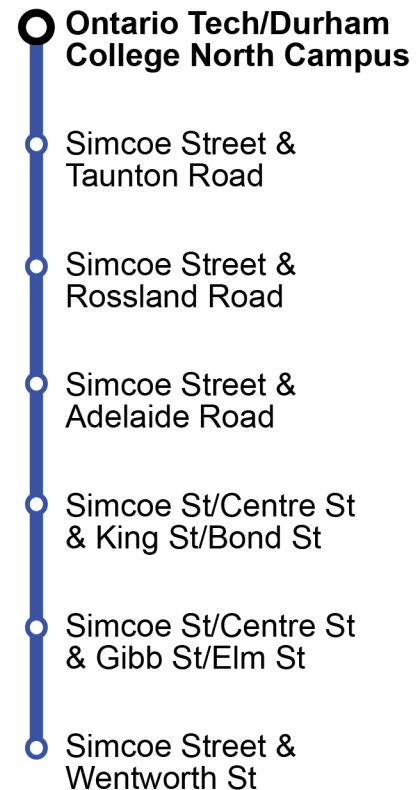 Ontario Tech/Durham
College North Campus
Simcoe Street &
Taunton Road
Simcoe Street &
Rossland Road
Simcoe Street &
Adelaide Road
Simcoe St/Centre St
& King St/Bond St
Simcoe St/Centre St
& Gibb St/Elm St
Simcoe Street &
Wentworth St